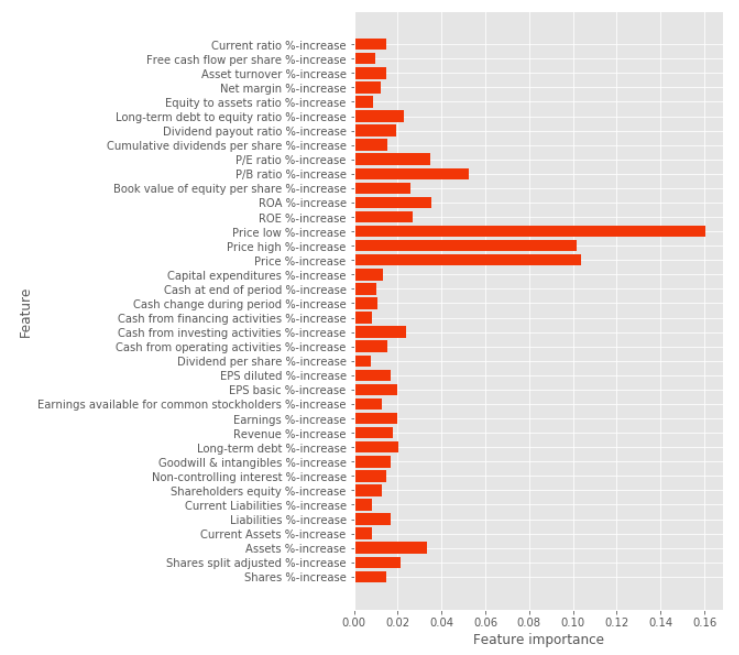 Current ratio %-increase
Free cash flow per share %-increase
Asset turnover %-increase
Net margin %-increase
Equity to assets ratio %-increase
Long-term debt to equity ratio %-increase
Dividend payout ratio %-increase
Cumulative dividends per share %-increase
P/E ratio %-increase
P/B ratio %-increase
Book value of equity per share %-increase
ROA %-increase
ROE %-increase
Price low %-increase
Price high %-increase
Price %-increase
Capital expenditures %-increase
Cash at end of period %-increase
Cash change during period %-increase
Cash from financing activities %-increase
Cash from investing activities %-increase
Cash from operating activities %-increase
Dividend per share %-increase
EPS diluted %-increase
EPS basic %-increase
Earnings available for common stockholders %-increase
Earnings %-increase
Revenue %-increase
Long-term debt %-increase
Goodwill & intangibles %-increase
Non-controlling interest %-increase
Shareholders equity %-increase
Current Liabilities %-increase
Liabilities %-increase
Current Assets %-increase
Assets %-increase
Shares split adjusted %-increase
Shares %-increase
Feature
0.00 0.02 0.04 0.06 0.08 0.10 0.12 0.14 0.16
Feature importance